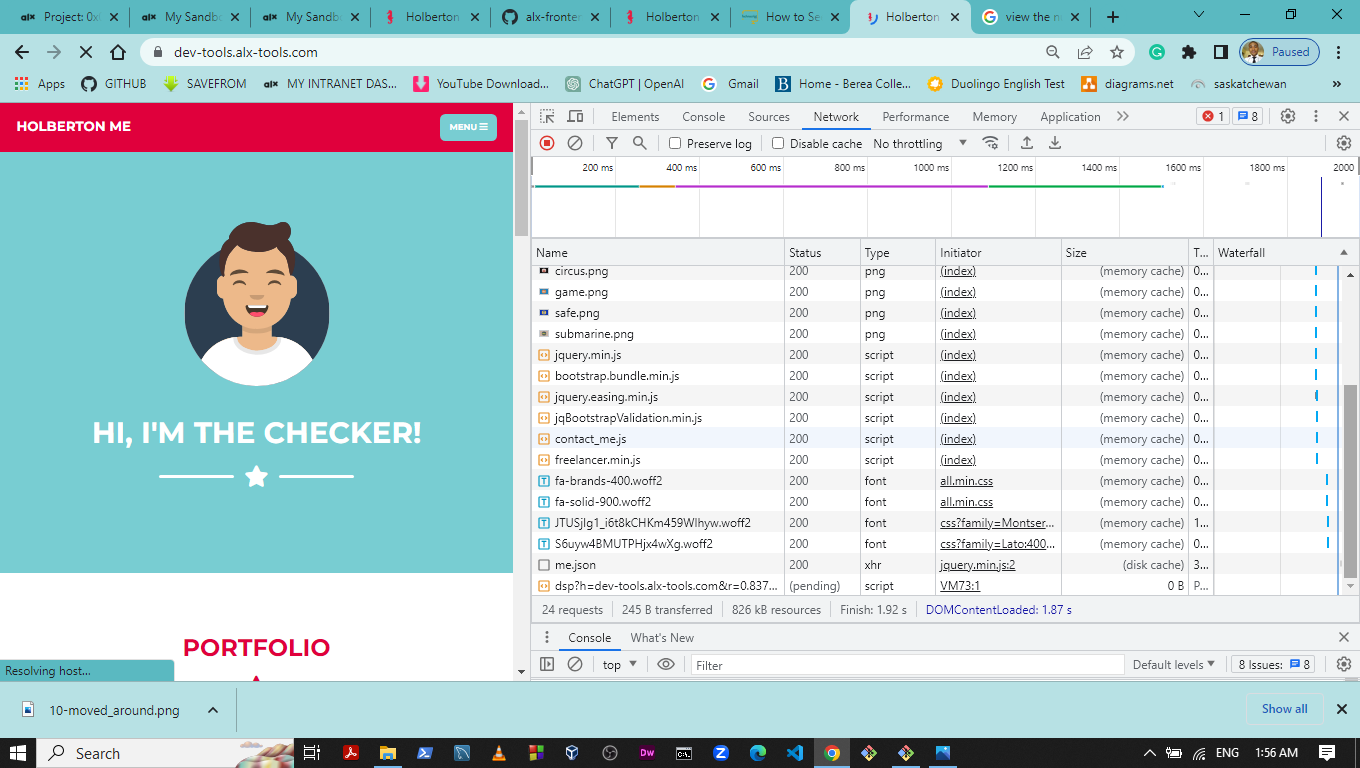 Project: 0x
My Sandb
My Sandb
Holberton
alx-fronter
Holberton
How to Se
Holberton
view the n
dev-tools.alx-tools.com
Paused
Apps
GITHUB
SAVEFROM
MY INTRANET DAS...
YouTube Download...
ChatGPT | OpenAI
Gmail
Home - Berea Colle...
Duolingo English Test
diagrams.net
saskatchewan
»
HOLBERTON ME
MENU
HI, I'M THE CHECKER!
PORTFOLIO
Resolving host...
Elements Console Sources Network Performance Memory Application 1 8
Preserve log Disable cache No throttling
200 ms 400 ms 600 ms 800 ms 1000 ms 1200 ms 1400 ms 1600 ms 1800 ms 2000
Name Status Type Initiator Size T... Waterfall
circus.png 200 png (index) (memory cache) 0...
game.png 200 png (index) (memory cache) 0...
safe.png 200 png (index) (memory cache) 0...
submarine.png 200 png (index) (memory cache) 0...
jquery.min.js 200 script (index) (memory cache) 0...
bootstrap.bundle.min.js 200 script (index) (memory cache) 0...
jquery.easing.min.js 200 script (index) (memory cache) 0...
jqBootstrapValidation.min.js 200 script (index) (memory cache) 0...
contact_me.js 200 script (index) (memory cache) 0...
freelancer.min.js 200 script (index) (memory cache) 0...
fa-brands-400.woff2 200 font all.min.css (memory cache) 0...
fa-solid-900.woff2 200 font all.min.css (memory cache) 0...
JTUSjIg1_i6t8kCHKm459Wlhyw.woff2 200 font css?family=Montser... (memory cache) 1...
S6uyw4BMUTPHjx4wXg.woff2 200 font css?family=Lato:400... (memory cache) 0...
me.json 200 xhr jquery.min.js:2 (disk cache) 3...
dsp?h=dev-tools.alx-tools.com&r=0.837... (pending) script VM73:1 0 B P...
24 requests 245 B transferred 826 kB resources Finish: 1.92 s DOMContentLoaded: 1.87 s
Console What's New
top Filter Default levels 8 Issues: 8
10-moved_around.png
Show all
Search
ENG 1:56 AM